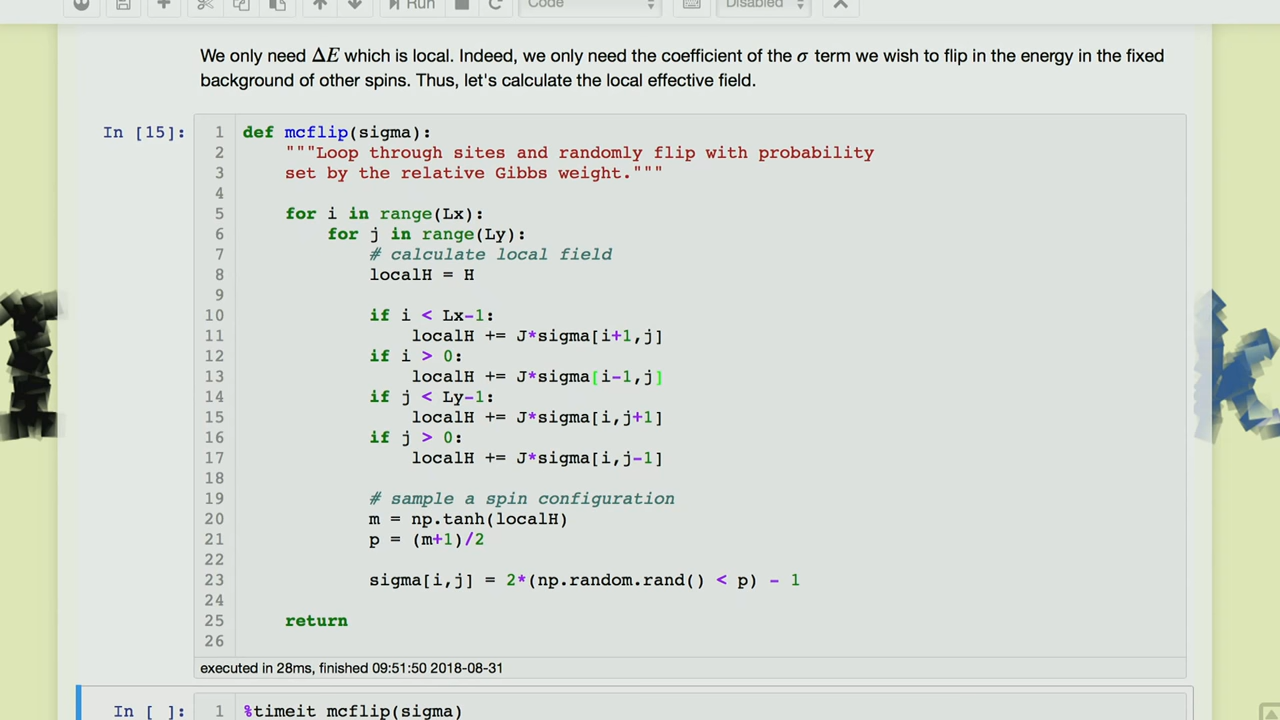 Run Code Disabled
We only need ΔE which is local. Indeed, we only need the coefficient of the σ term we wish to flip in the energy in the fixed
background of other spins. Thus, let's calculate the local effective field.
In [15]:
1 def mcflip(sigma):
2     """Loop through sites and randomly flip with probability
3     set by the relative Gibbs weight."""
4
5     for i in range(Lx):
6         for j in range(Ly):
7             # calculate local field
8             localH = H
9
10             if i < Lx-1:
11                 localH += J*sigma[i+1,j]
12             if i > 0:
13                 localH += J*sigma[i-1,j]
14             if j < Ly-1:
15                 localH += J*sigma[i,j+1]
16             if j > 0:
17                 localH += J*sigma[i,j-1]
18
19             # sample a spin configuration
20             m = np.tanh(localH)
21             p = (m+1)/2
22
23             sigma[i,j] = 2*(np.random.rand() < p) - 1
24
25     return
26
executed in 28ms, finished 09:51:50 2018-08-31
In [ ]: 1 %timeit mcflip(sigma)